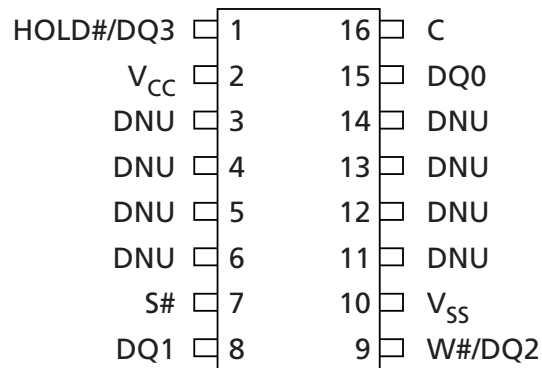 HOLD#/DQ3 1 16 C
VCC 2 15 DQ0
DNU 3 14 DNU
DNU 4 13 DNU
DNU 5 12 DNU
DNU 6 11 DNU
S# 7 10 VSS
DQ1 8 9 W#/DQ2